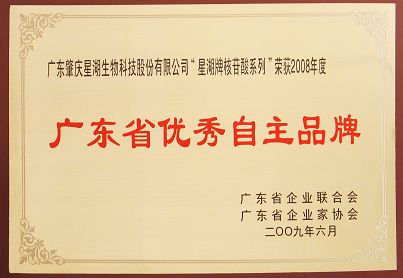 广东肇庆星湖生物科技股份有限公司“星湖牌核苷酸系列”荣获2008年度
广东省优秀自主品牌
广东省企业联合会
广东省企业家协会
二〇〇九年六月